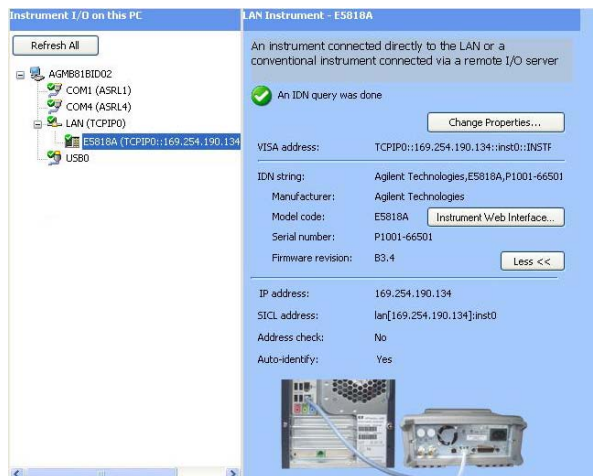 Instrument I/O on this PC
Refresh All
AGMB81BID02
COM1 (ASRL1)
COM4 (ASRL4)
LAN (TCPIP0)
E5818A (TCPIP0::169.254.190.134
USB0
LAN Instrument - E5818A
An instrument connected directly to the LAN or a
conventional instrument connected via a remote I/O server
An IDN query was done
Change Properties...
VISA address: TCPIP0::169.254.190.134::inst0::INSTF
IDN string: Agilent Technologies,E5818A,P1001-66501
Manufacturer: Agilent Technologies
Model code: E5818A Instrument Web Interface...
Serial number: P1001-66501
Firmware revision: B3.4 Less <<
IP address: 169.254.190.134
SICL address: lan[169.254.190.134]:inst0
Address check: No
Auto-identify: Yes